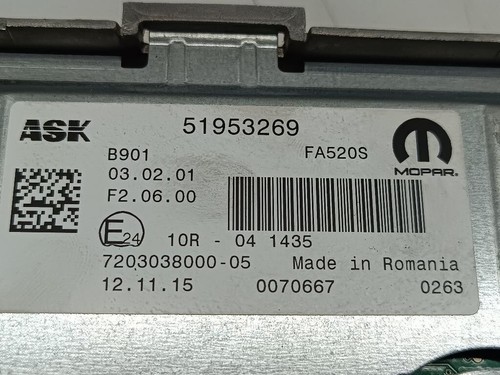 ASK
51953269
MOPAR
B901
FA520S
03.02.01
F2.06.00
E24 10R - 04 1435
7203038000-05 Made in Romania
12.11.15 0070667 0263